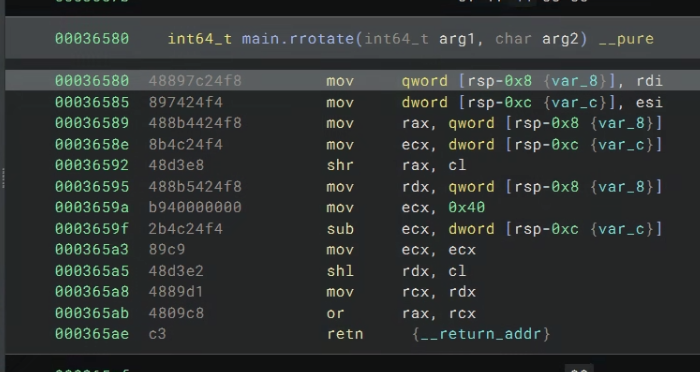 00036580 int64_t main.rrotate(int64_t arg1, char arg2) __pure
00036580 48897c24f8 mov qword [rsp-0x8 {var_8}], rdi
00036585 897424f4 mov dword [rsp-0xc {var_c}], esi
00036589 488b4424f8 mov rax, qword [rsp-0x8 {var_8}]
0003658e 8b4c24f4 mov ecx, dword [rsp-0xc {var_c}]
00036592 48d3e8 shr rax, cl
00036595 488b5424f8 mov rdx, qword [rsp-0x8 {var_8}]
0003659a b940000000 mov ecx, 0x40
0003659f 2b4c24f4 sub ecx, dword [rsp-0xc {var_c}]
000365a3 89c9 mov ecx, ecx
000365a5 48d3e2 shl rdx, cl
000365a8 4889d1 mov rcx, rdx
000365ab 4809c8 or rax, rcx
000365ae c3 retn {__return_addr}